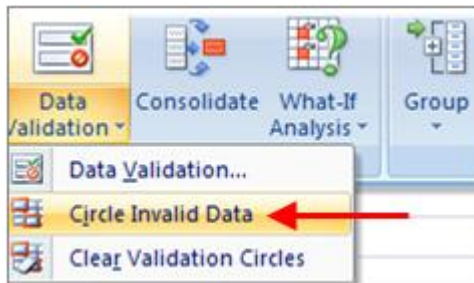 Data Consolidate What-If Group
Validation Analysis
Data Validation...
Circle Invalid Data
Clear Validation Circles